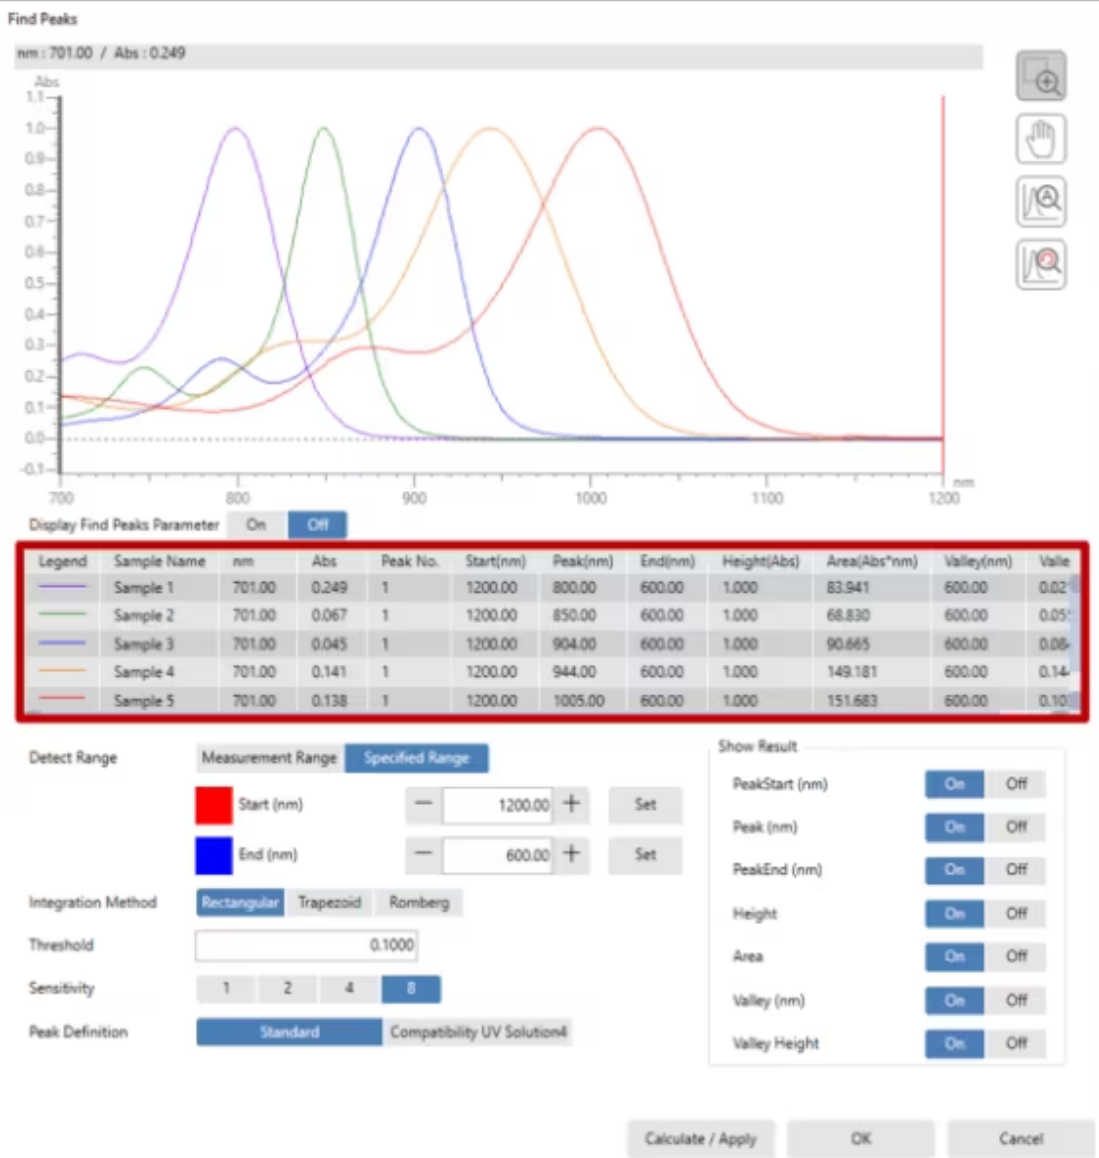 Find Peaks
nm : 701.00 / Abs : 0.249
Abs
1.1
1.0
0.9
0.8
0.7
0.6
0.5
0.4
0.3
0.2
0.1
0.0
-0.1
700 800 900 1000 1100 1200 nm
Display Find Peaks Parameter On Off
Legend Sample Name nm Abs Peak No. Start(nm) Peak(nm) End(nm) Height(Abs) Area(Abs*nm) Valley(nm) Valle
Sample 1 701.00 0.249 1 1200.00 800.00 600.00 1.000 83.941 600.00 0.02
Sample 2 701.00 0.067 1 1200.00 850.00 600.00 1.000 68.830 600.00 0.05
Sample 3 701.00 0.045 1 1200.00 904.00 600.00 1.000 90.665 600.00 0.08
Sample 4 701.00 0.141 1 1200.00 944.00 600.00 1.000 149.181 600.00 0.14
Sample 5 701.00 0.138 1 1200.00 1005.00 600.00 1.000 151.683 600.00 0.10
Detect Range Measurement Range Specified Range
Start (nm) − 1200.00 + Set
End (nm) − 600.00 + Set
Integration Method Rectangular Trapezoid Romberg
Threshold 0.1000
Sensitivity 1 2 4 8
Peak Definition Standard Compatibility UV Solution4
Show Result
PeakStart (nm) On Off
Peak (nm) On Off
PeakEnd (nm) On Off
Height On Off
Area On Off
Valley (nm) On Off
Valley Height On Off
Calculate / Apply OK Cancel